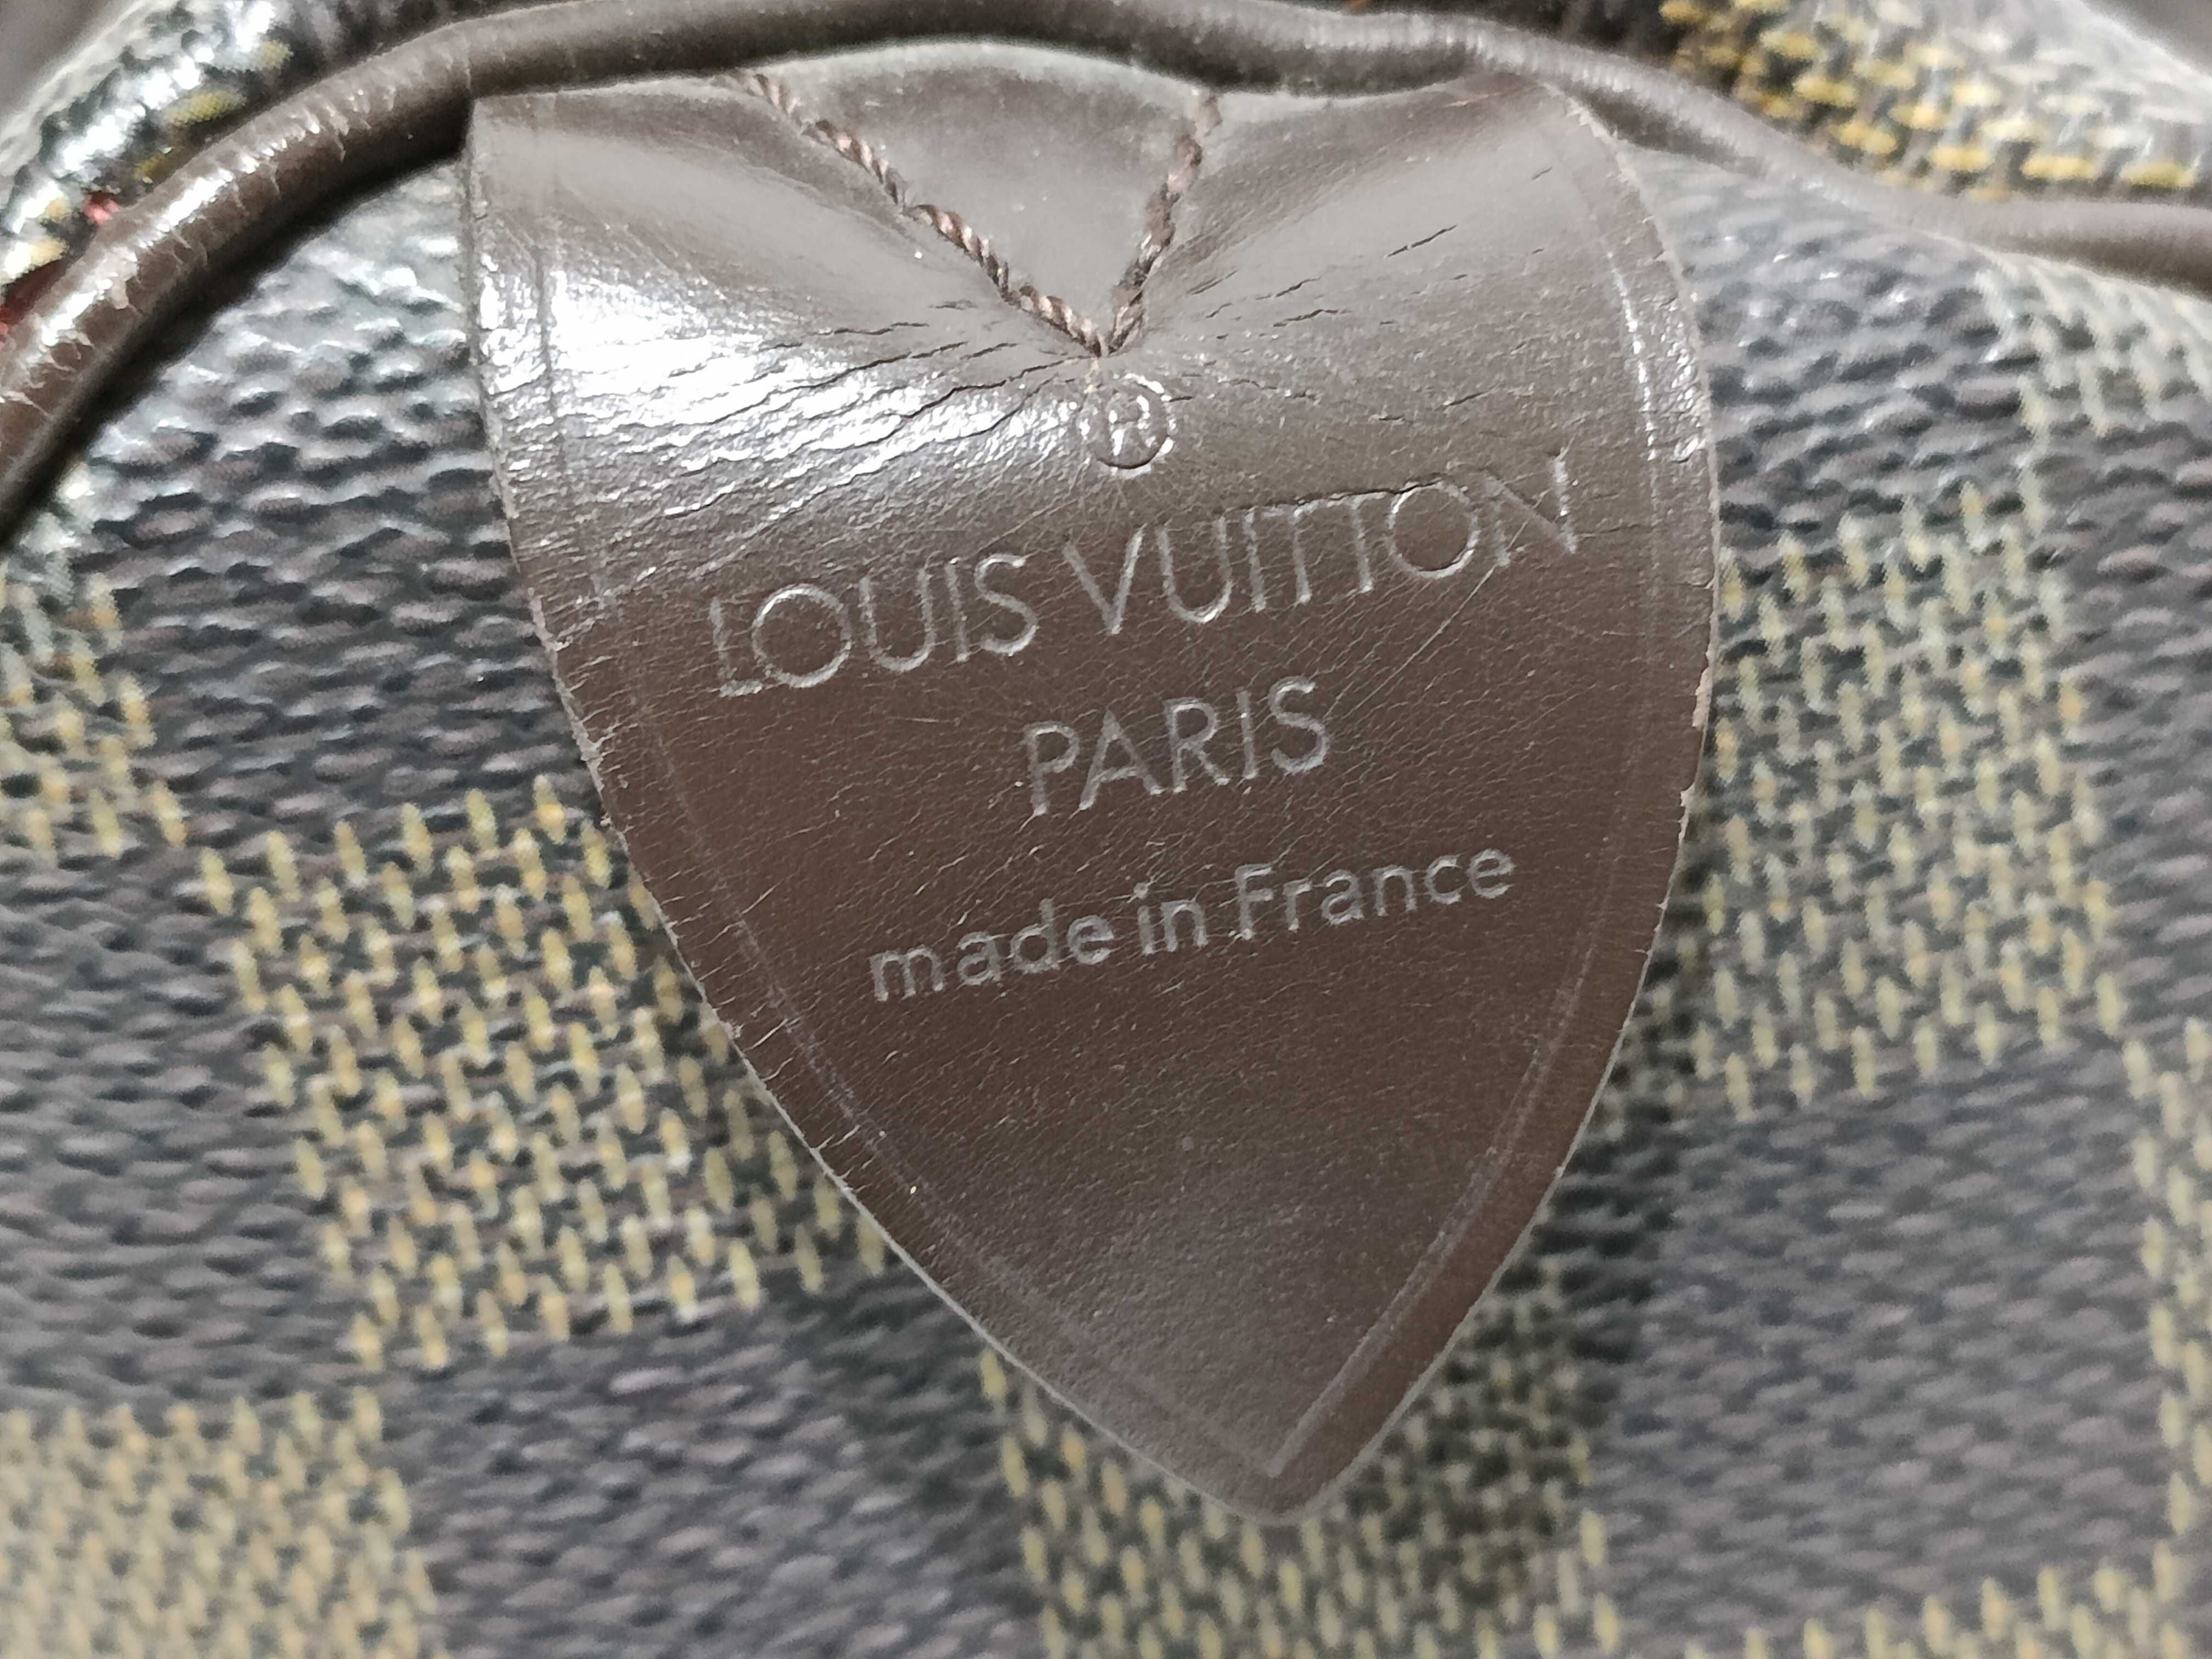 ®
LOUIS VUITTON
PARIS
made in France